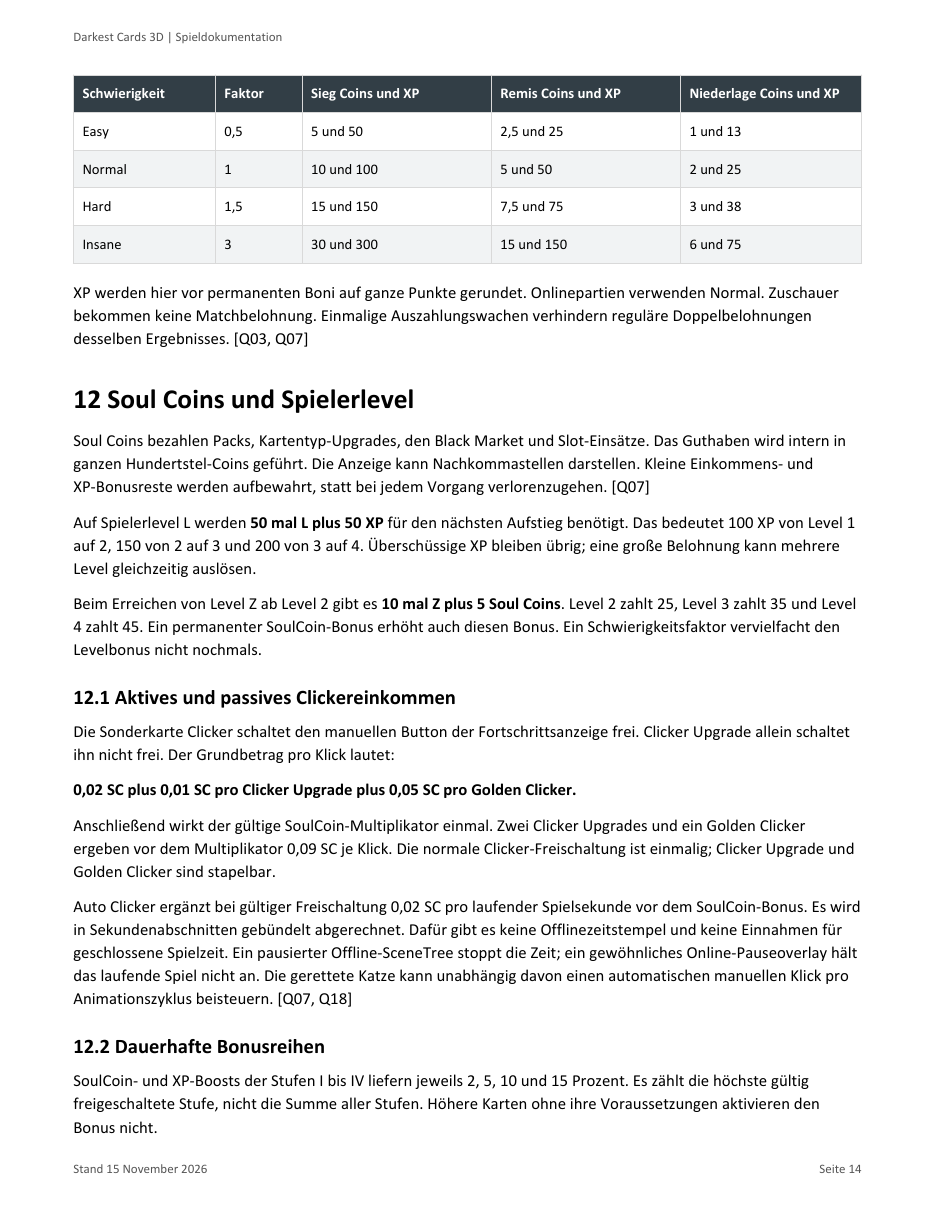 Darkest Cards 3D | Spieldokumentation
Schwierigkeit Faktor Sieg Coins und XP Remis Coins und XP Niederlage Coins und XP
Easy 0,5 5 und 50 2,5 und 25 1 und 13
Normal 1 10 und 100 5 und 50 2 und 25
Hard 1,5 15 und 150 7,5 und 75 3 und 38
Insane 3 30 und 300 15 und 150 6 und 75
XP werden hier vor permanenten Boni auf ganze Punkte gerundet. Onlinepartien verwenden Normal. Zuschauer
bekommen keine Matchbelohnung. Einmalige Auszahlungswachen verhindern reguläre Doppelbelohnungen
desselben Ergebnisses. [Q03, Q07]
12 Soul Coins und Spielerlevel
Soul Coins bezahlen Packs, Kartentyp-Upgrades, den Black Market und Slot-Einsätze. Das Guthaben wird intern in
ganzen Hundertstel-Coins geführt. Die Anzeige kann Nachkommastellen darstellen. Kleine Einkommens- und
XP-Bonusreste werden aufbewahrt, statt bei jedem Vorgang verlorenzugehen. [Q07]
Auf Spielerlevel L werden 50 mal L plus 50 XP für den nächsten Aufstieg benötigt. Das bedeutet 100 XP von Level 1
auf 2, 150 von 2 auf 3 und 200 von 3 auf 4. Überschüssige XP bleiben übrig; eine große Belohnung kann mehrere
Level gleichzeitig auslösen.
Beim Erreichen von Level Z ab Level 2 gibt es 10 mal Z plus 5 Soul Coins. Level 2 zahlt 25, Level 3 zahlt 35 und Level
4 zahlt 45. Ein permanenter SoulCoin-Bonus erhöht auch diesen Bonus. Ein Schwierigkeitsfaktor vervielfacht den
Levelbonus nicht nochmals.
12.1 Aktives und passives Clickereinkommen
Die Sonderkarte Clicker schaltet den manuellen Button der Fortschrittsanzeige frei. Clicker Upgrade allein schaltet
ihn nicht frei. Der Grundbetrag pro Klick lautet:
0,02 SC plus 0,01 SC pro Clicker Upgrade plus 0,05 SC pro Golden Clicker.
Anschließend wirkt der gültige SoulCoin-Multiplikator einmal. Zwei Clicker Upgrades und ein Golden Clicker
ergeben vor dem Multiplikator 0,09 SC je Klick. Die normale Clicker-Freischaltung ist einmalig; Clicker Upgrade und
Golden Clicker sind stapelbar.
Auto Clicker ergänzt bei gültiger Freischaltung 0,02 SC pro laufender Spielsekunde vor dem SoulCoin-Bonus. Es wird
in Sekundenabschnitten gebündelt abgerechnet. Dafür gibt es keine Offlinezeitstempel und keine Einnahmen für
geschlossene Spielzeit. Ein pausierter Offline-SceneTree stoppt die Zeit; ein gewöhnliches Online-Pauseoverlay hält
das laufende Spiel nicht an. Die gerettete Katze kann unabhängig davon einen automatischen manuellen Klick pro
Animationszyklus beisteuern. [Q07, Q18]
12.2 Dauerhafte Bonusreihen
SoulCoin- und XP-Boosts der Stufen I bis IV liefern jeweils 2, 5, 10 und 15 Prozent. Es zählt die höchste gültig
freigeschaltete Stufe, nicht die Summe aller Stufen. Höhere Karten ohne ihre Voraussetzungen aktivieren den
Bonus nicht.
Stand 15 November 2026 Seite 14